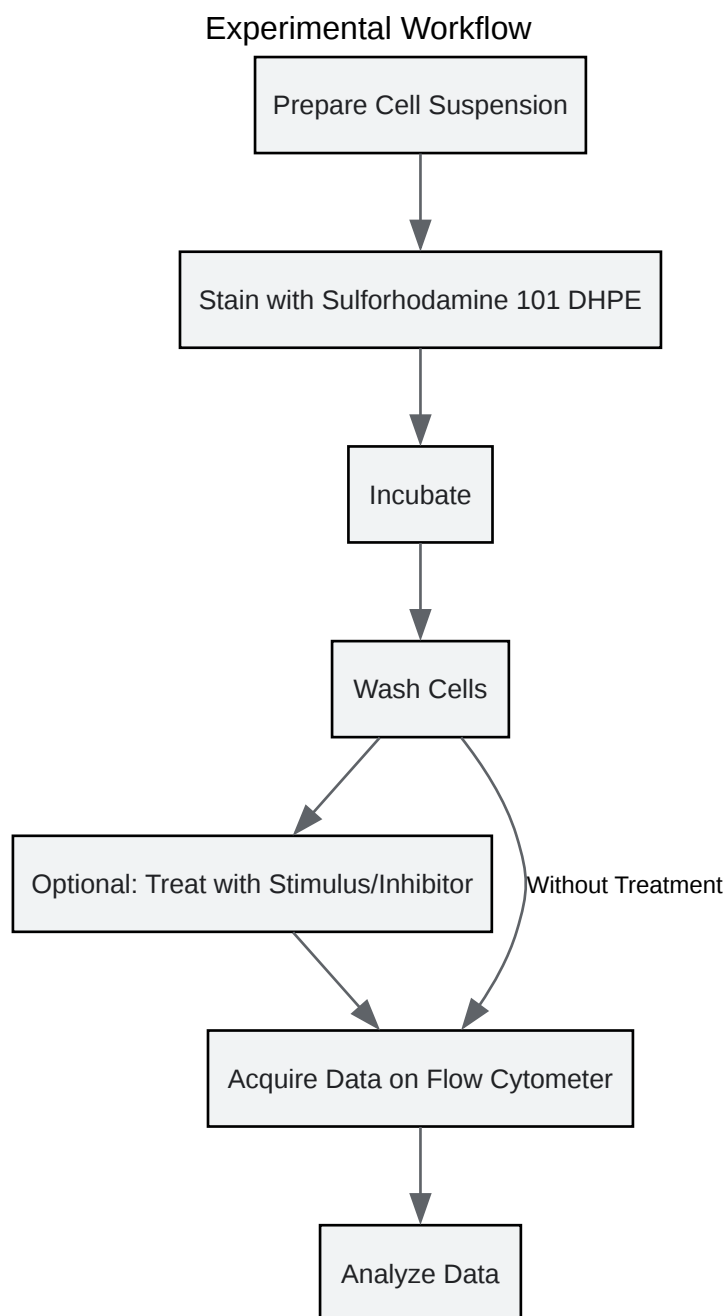 Experimental Workflow
Prepare Cell Suspension
Stain with Sulforhodamine 101 DHPE
Incubate
Wash Cells
Optional: Treat with Stimulus/Inhibitor
Without Treatment
Acquire Data on Flow Cytometer
Analyze Data